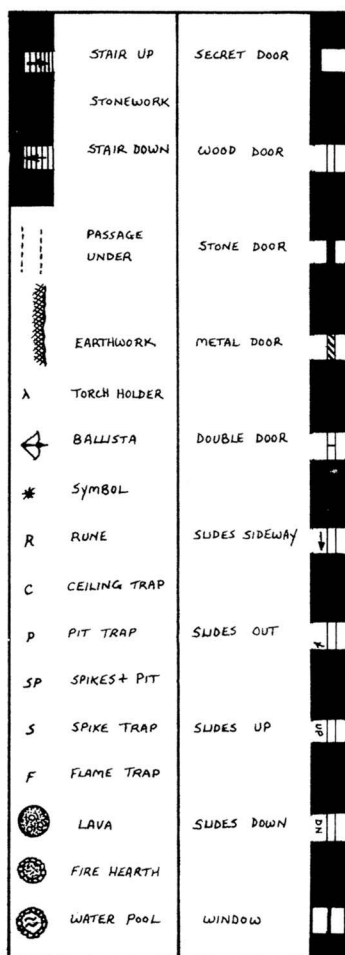 STAIR UP
STONEWORK
STAIR DOWN
PASSAGE
UNDER
EARTHWORK
λ TORCH HOLDER
BALLISTA
SYMBOL
R RUNE
C CEILING TRAP
P PIT TRAP
SP SPIKES + PIT
S SPIKE TRAP
F FLAME TRAP
LAVA
FIRE HEARTH
WATER POOL
SECRET DOOR
WOOD DOOR
STONE DOOR
METAL DOOR
DOUBLE DOOR
SLIDES SIDEWAY
SLIDES OUT
SLIDES UP UP
SLIDES DOWN DN
WINDOW